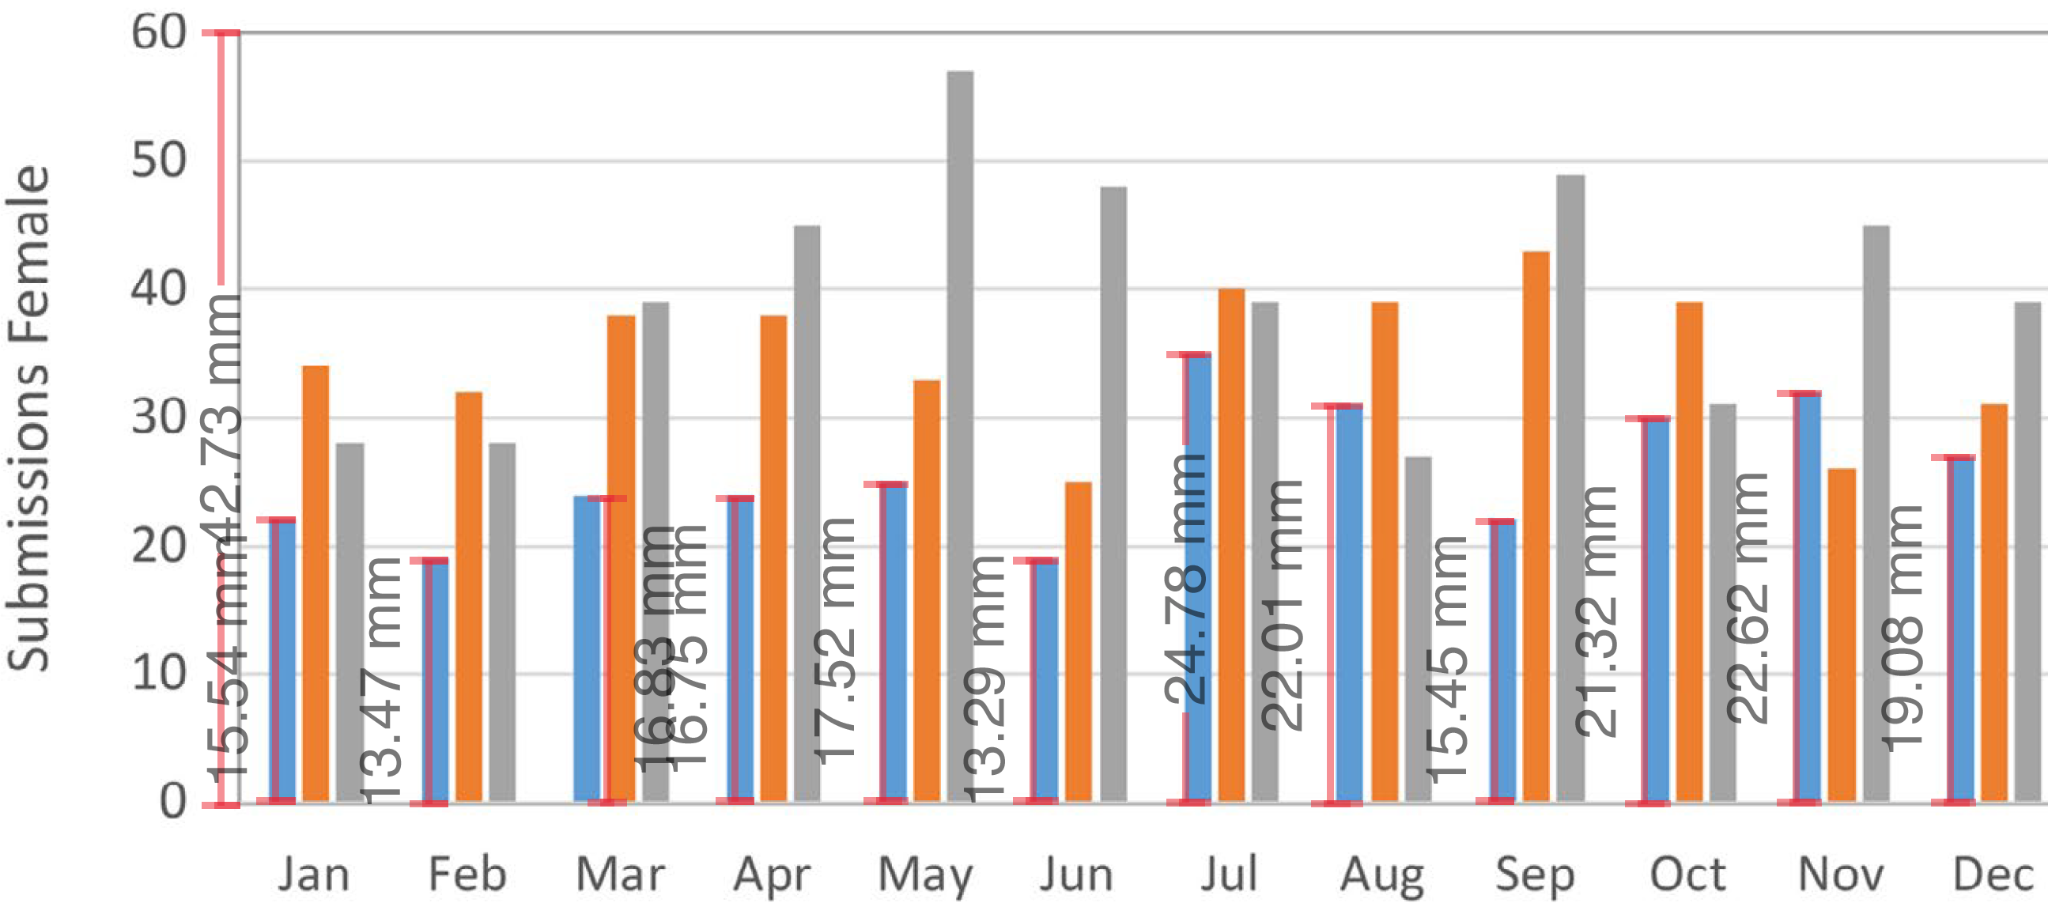 Submissions Female
60
50
40
30
20
10
0
42.73 mm
15.54 mm
13.47 mm
16.83 mm
16.75 mm
17.52 mm
13.29 mm
24.78 mm
22.01 mm
15.45 mm
21.32 mm
22.62 mm
19.08 mm
Jan Feb Mar Apr May Jun Jul Aug Sep Oct Nov Dec